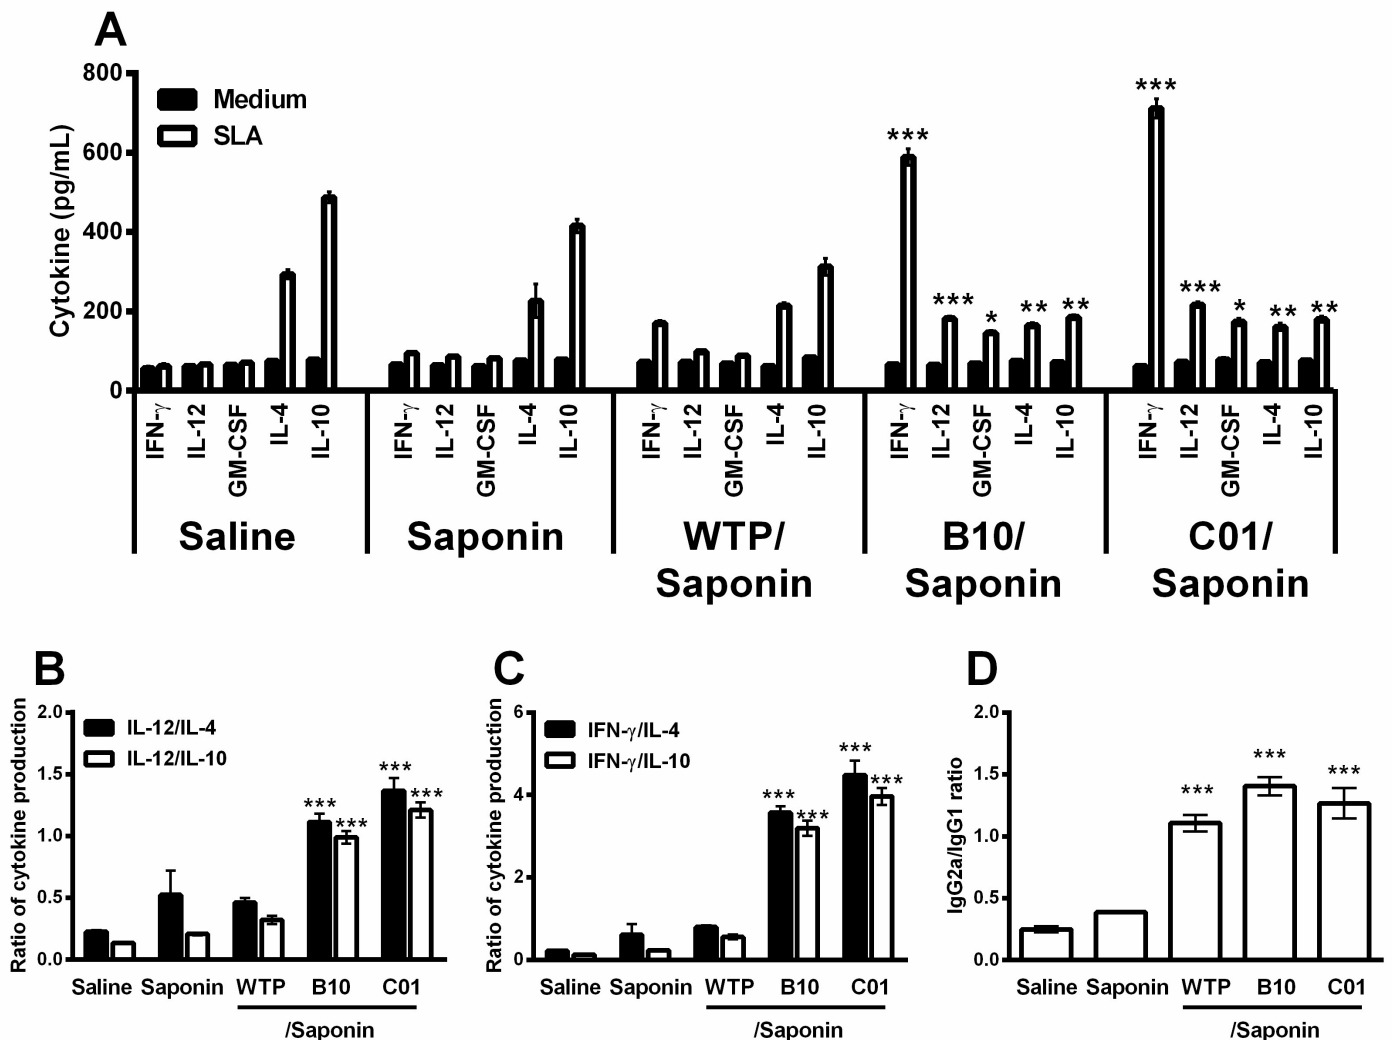 A
800
600
400
200
0
Cytokine (pg/mL)
Medium
SLA
***
***
***
*
**
**
***
*
**
**
IFN-γ IL-12 GM-CSF IL-4 IL-10
IFN-γ IL-12 GM-CSF IL-4 IL-10
IFN-γ IL-12 GM-CSF IL-4 IL-10
IFN-γ IL-12 GM-CSF IL-4 IL-10
IFN-γ IL-12 GM-CSF IL-4 IL-10
Saline
Saponin
WTP/
Saponin
B10/
Saponin
C01/
Saponin
B
Ratio of cytokine production
2.0
1.5
1.0
0.5
0.0
IL-12/IL-4
IL-12/IL-10
***
***
***
***
Saline Saponin WTP B10 C01
/Saponin
C
Ratio of cytokine production
6
4
2
0
IFN-γ/IL-4
IFN-γ/IL-10
***
***
***
***
Saline Saponin WTP B10 C01
/Saponin
D
IgG2a/IgG1 ratio
2.0
1.5
1.0
0.5
0.0
***
***
***
Saline Saponin WTP B10 C01
/Saponin